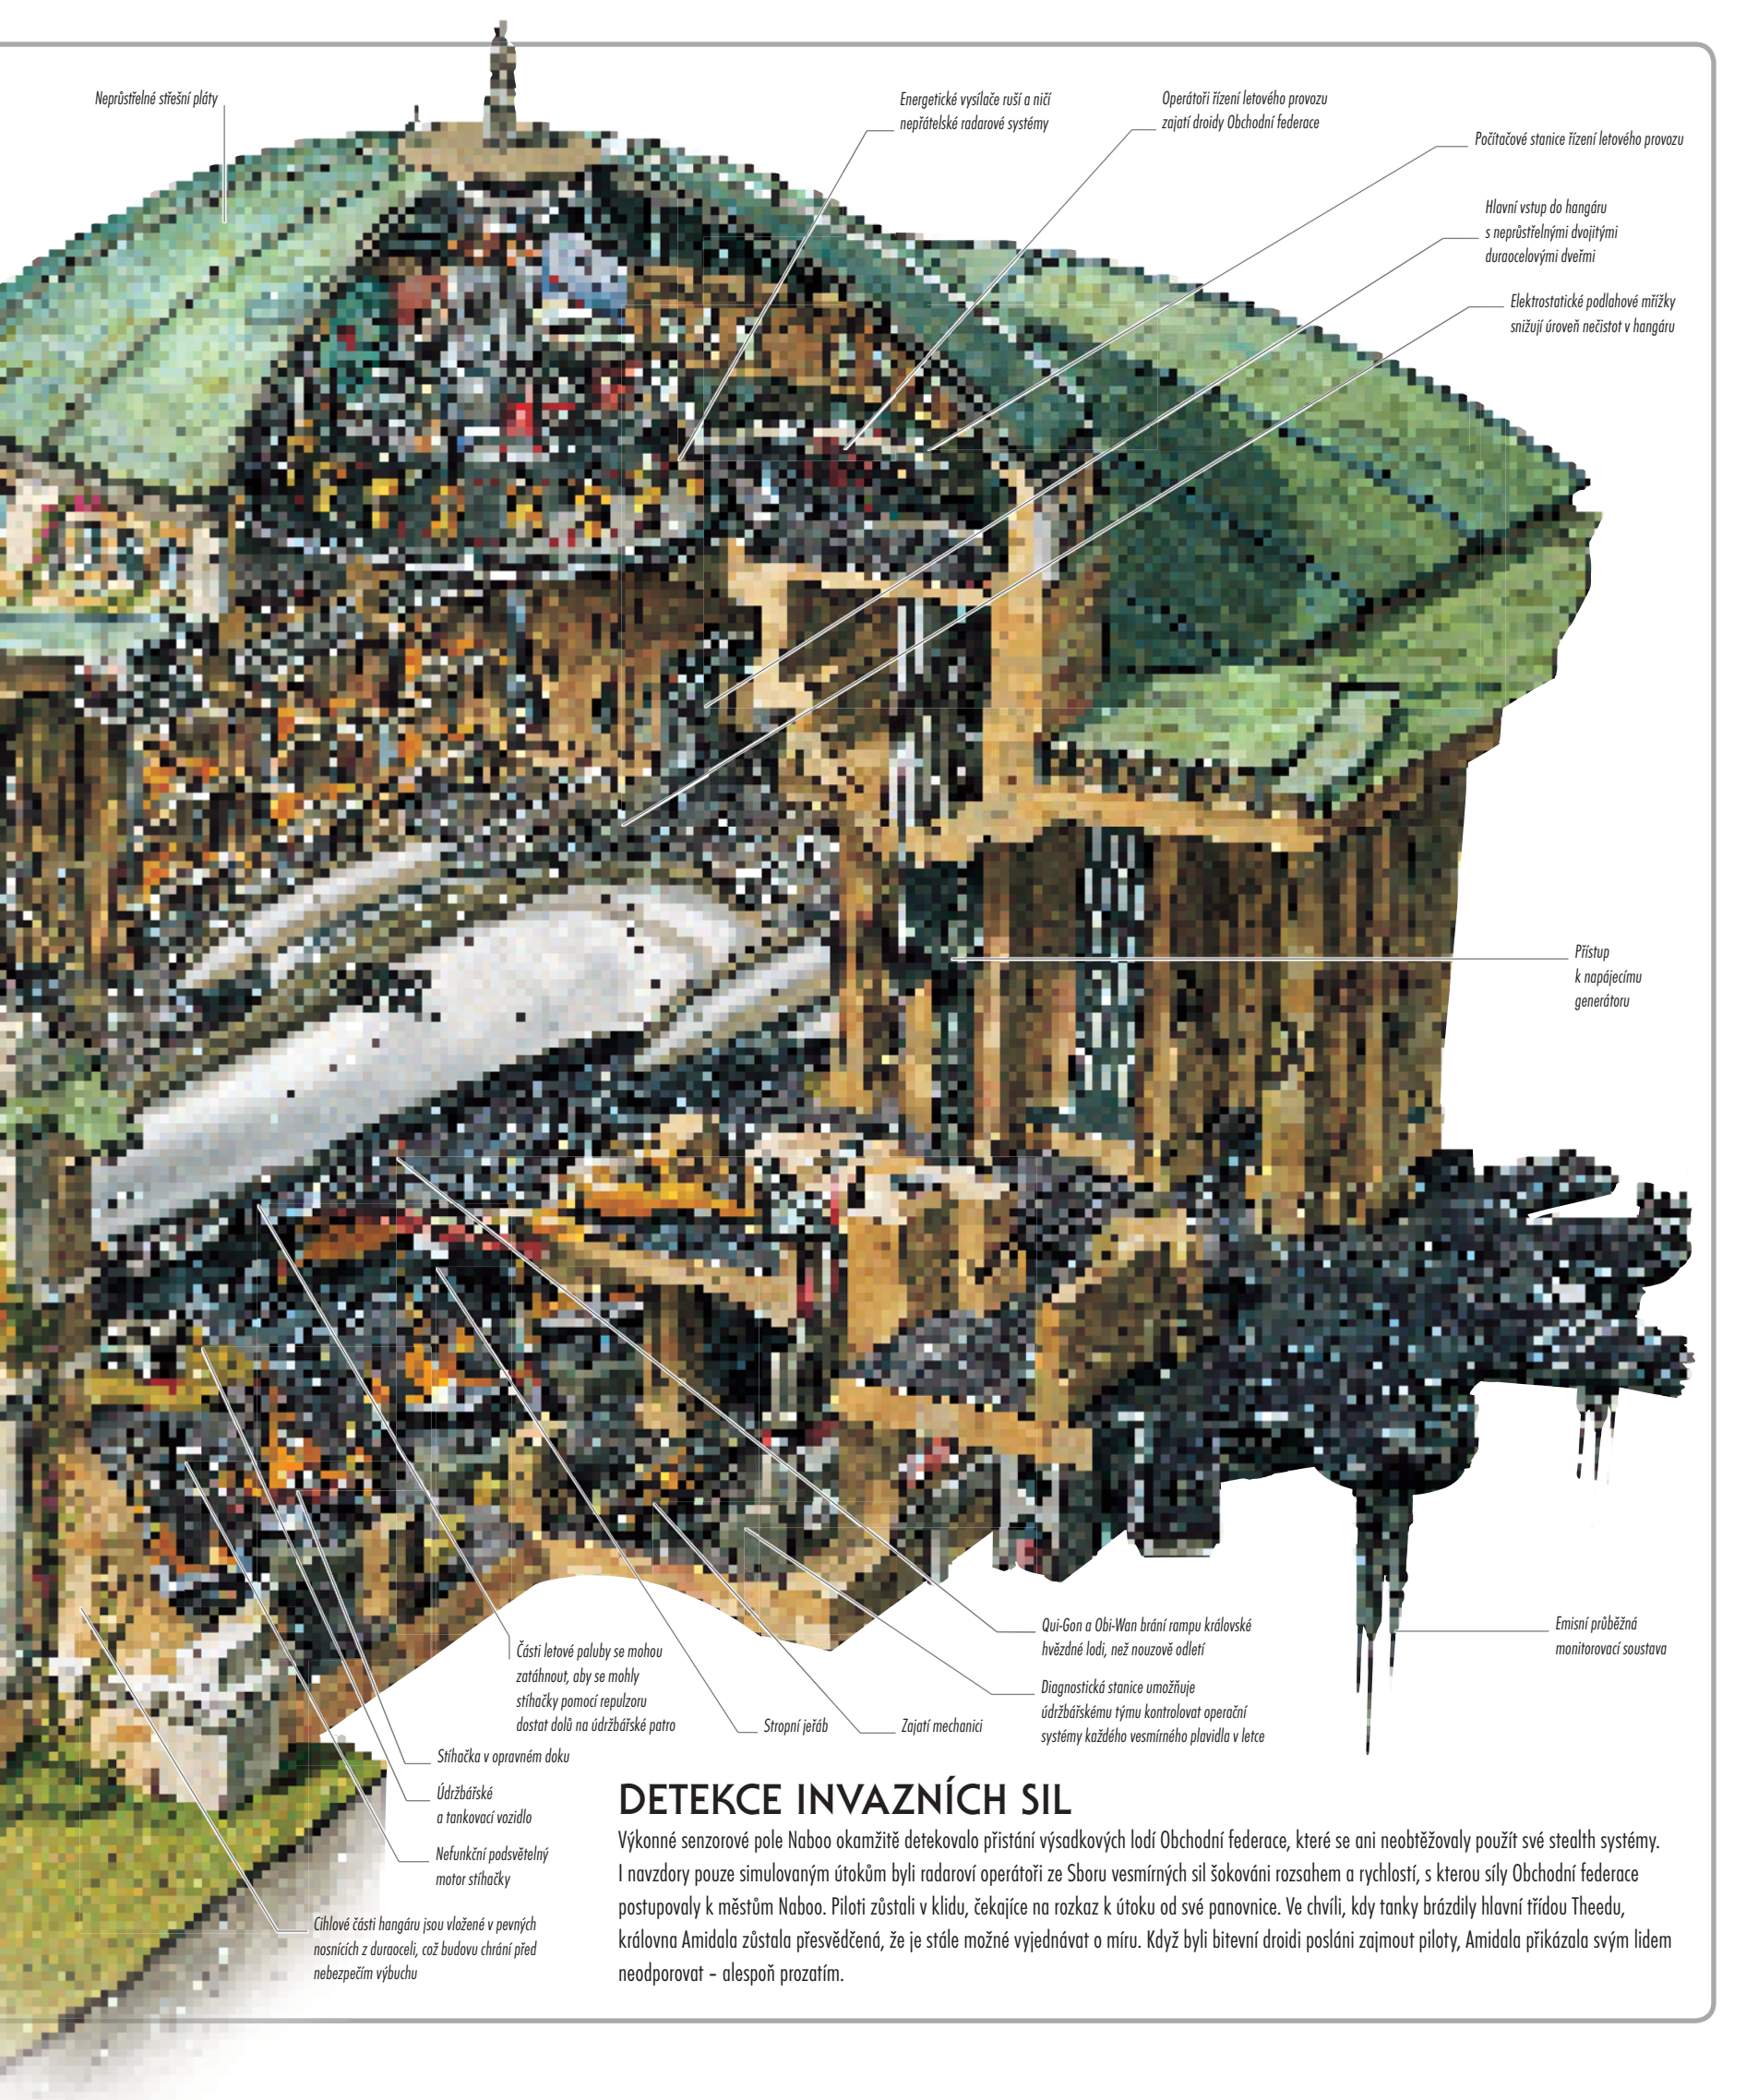 Neprůstřelné střešní pláty
Energetické vysílače ruší a ničí
nepřátelské radarové systémy
Operátoři řízení letového provozu
zajatí droidy Obchodní federace
Počítačové stanice řízení letového provozu
Hlavní vstup do hangáru
s neprůstřelnými dvojitými
duraocelovými dveřmi
Elektrostatické podlahové mřížky
snižují úroveň nečistot v hangáru
Přístup
k napájecímu
generátoru
Qui-Gon a Obi-Wan brání rampu královské
hvězdné lodi, než nouzově odletí
Emisní průběžná
monitorovací soustava
Části letové paluby se mohou
zatáhnout, aby se mohly
stíhačky pomocí repulzoru
dostat dolů na údržbářské patro
Diagnostická stanice umožňuje
údržbářskému týmu kontrolovat operační
systémy každého vesmírného plavidla v letce
Stropní jeřáb
Zajatí mechanici
Stíhačka v opravném doku
Údržbářské
a tankovací vozidlo
Nefunkční podsvětelný
motor stíhačky
Cihlové části hangáru jsou vložené v pevných
nosnících z duraoceli, což budovu chrání před
nebezpečím výbuchu
DETEKCE INVAZNÍCH SIL
Výkonné senzorové pole Naboo okamžitě detekovalo přistání výsadkových lodí Obchodní federace, které se ani neobtěžovaly použít své stealth systémy.
I navzdory pouze simulovaným útokům byli radaroví operátoři ze Sboru vesmírných sil šokováni rozsahem a rychlostí, s kterou síly Obchodní federace
postupovaly k městům Naboo. Piloti zůstali v klidu, čekajíce na rozkaz k útoku od své panovnice. Ve chvíli, kdy tanky brázdily hlavní třídou Theedu,
královna Amidala zůstala přesvědčená, že je stále možné vyjednávat o míru. Když byli bitevní droidi posláni zajmout piloty, Amidala přikázala svým lidem
neodporovat – alespoň prozatím.